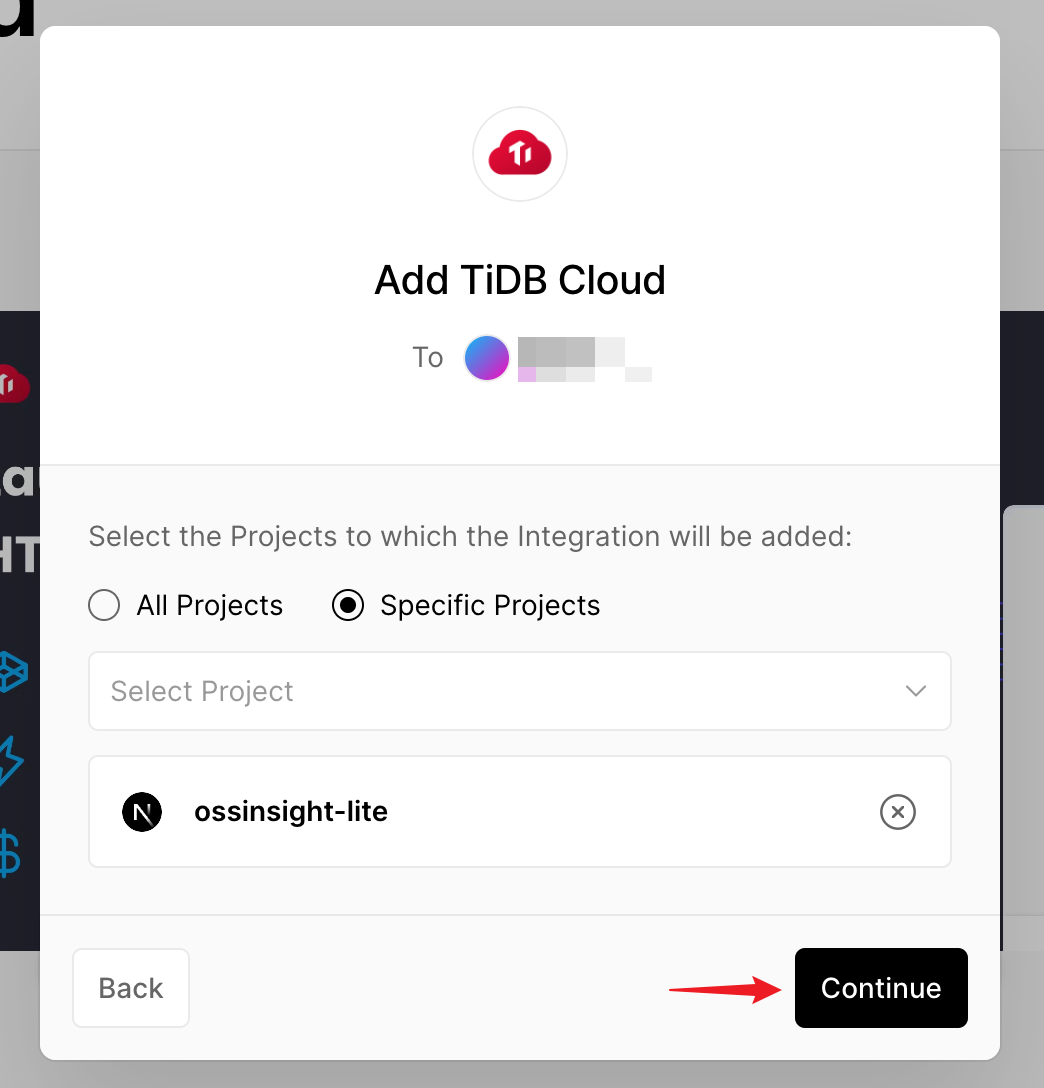 Add TiDB Cloud
To
Select the Projects to which the Integration will be added:
All Projects
Specific Projects
Select Project
ossinsight-lite
Back
Continue